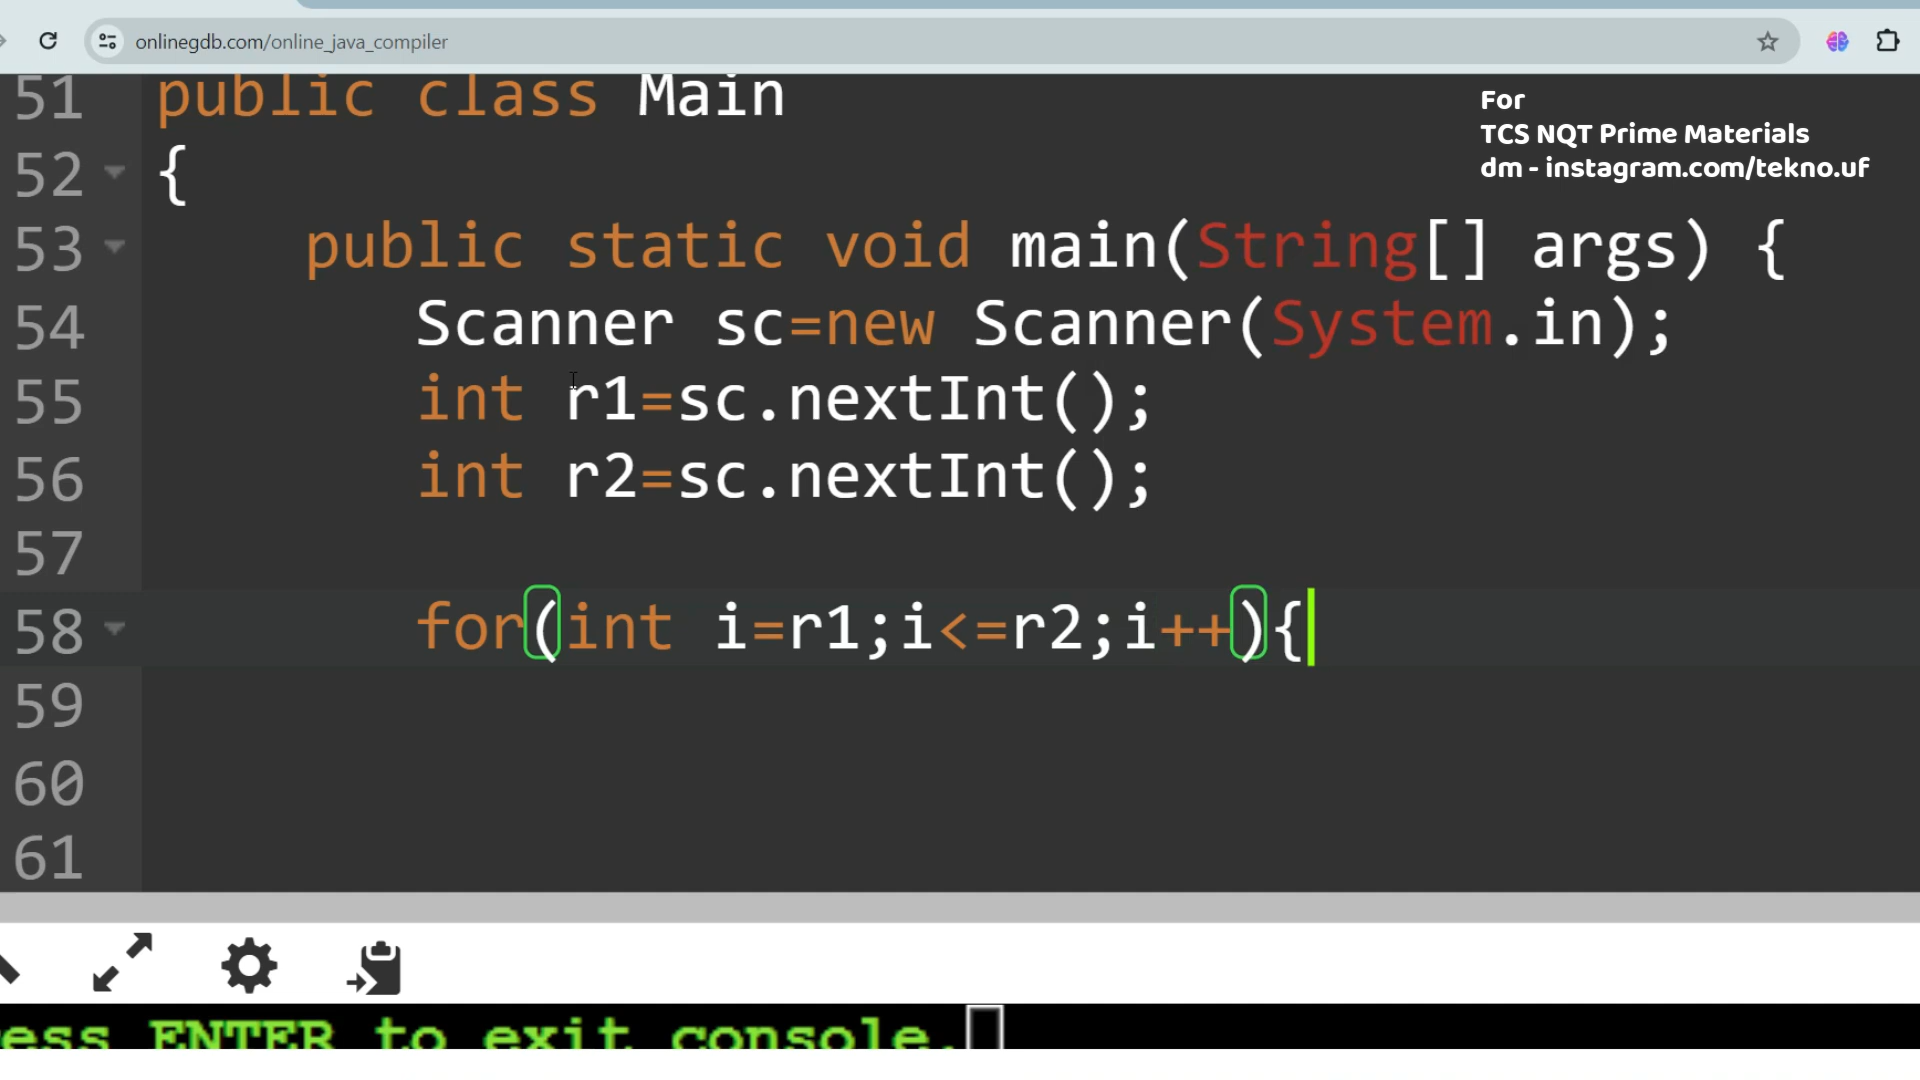 onlinegdb.com/online_java_compiler
For
TCS NQT Prime Materials
dm - instagram.com/tekno.uf
51 public class Main
52 {
53 public static void main(String[] args) {
54 Scanner sc=new Scanner(System.in);
55 int r1=sc.nextInt();
56 int r2=sc.nextInt();
57
58 for(int i=r1;i<=r2;i++){
59
60
61
ess ENTER to exit console.